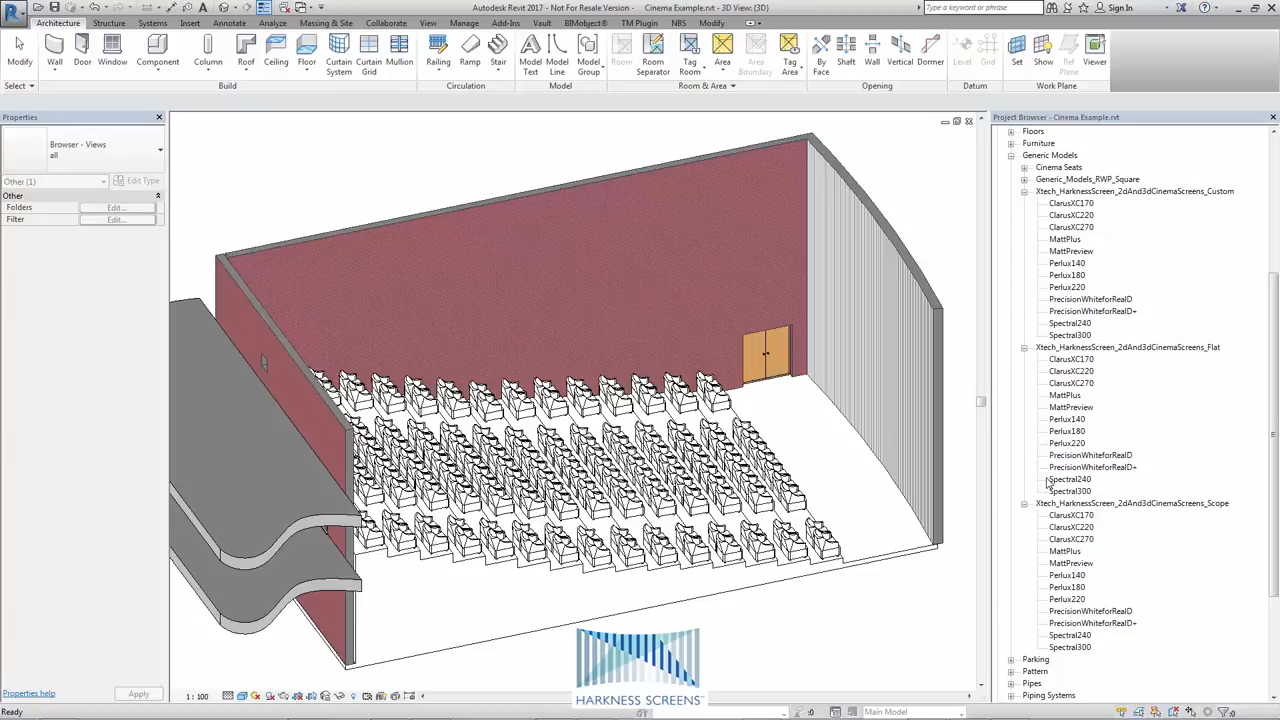 Autodesk Revit 2017 - Not For Resale Version -    Cinema Example.rvt - 3D View: {3D}
Type a keyword or phrase
Sign In
Architecture Structure Systems Insert Annotate Analyze Massing & Site Collaborate View Manage Add-Ins Vault BIMobject® TM Plugin NBS Modify
Modify Wall Door Window Component Column Roof Ceiling Floor Curtain System Curtain Grid Mullion Railing Ramp Stair Model Text Model Line Model Group Room Room Separator Tag Room Area Area Boundary Tag Area By Face Shaft Wall Vertical Dormer Level Grid Set Show Ref Plane Viewer
Select Build Circulation Model Room & Area Opening Datum Work Plane
Properties
Browser - Views
all
Other (1)
Edit Type
Other
Folders Edit...
Filter Edit...
Properties help
Apply
Project Browser - Cinema Example.rvt
Floors
Furniture
Generic Models
Cinema Seats
Generic_Models_RWP_Square
Xtech_HarknessScreen_2dAnd3dCinemaScreens_Custom
ClarusXC170
ClarusXC220
ClarusXC270
MattPlus
MattPreview
Perlux140
Perlux180
Perlux220
PrecisionWhiteforRealD
PrecisionWhiteforRealD+
Spectral240
Spectral300
Xtech_HarknessScreen_2dAnd3dCinemaScreens_Flat
ClarusXC170
ClarusXC220
ClarusXC270
MattPlus
MattPreview
Perlux140
Perlux180
Perlux220
PrecisionWhiteforRealD
PrecisionWhiteforRealD+
Spectral240
Spectral300
Xtech_HarknessScreen_2dAnd3dCinemaScreens_Scope
ClarusXC170
ClarusXC220
ClarusXC270
MattPlus
MattPreview
Perlux140
Perlux180
Perlux220
PrecisionWhiteforRealD
PrecisionWhiteforRealD+
Spectral240
Spectral300
Parking
Pattern
Pipes
Piping Systems
1 : 100
HARKNESS SCREENS™
Ready
:0
Main Model
:0